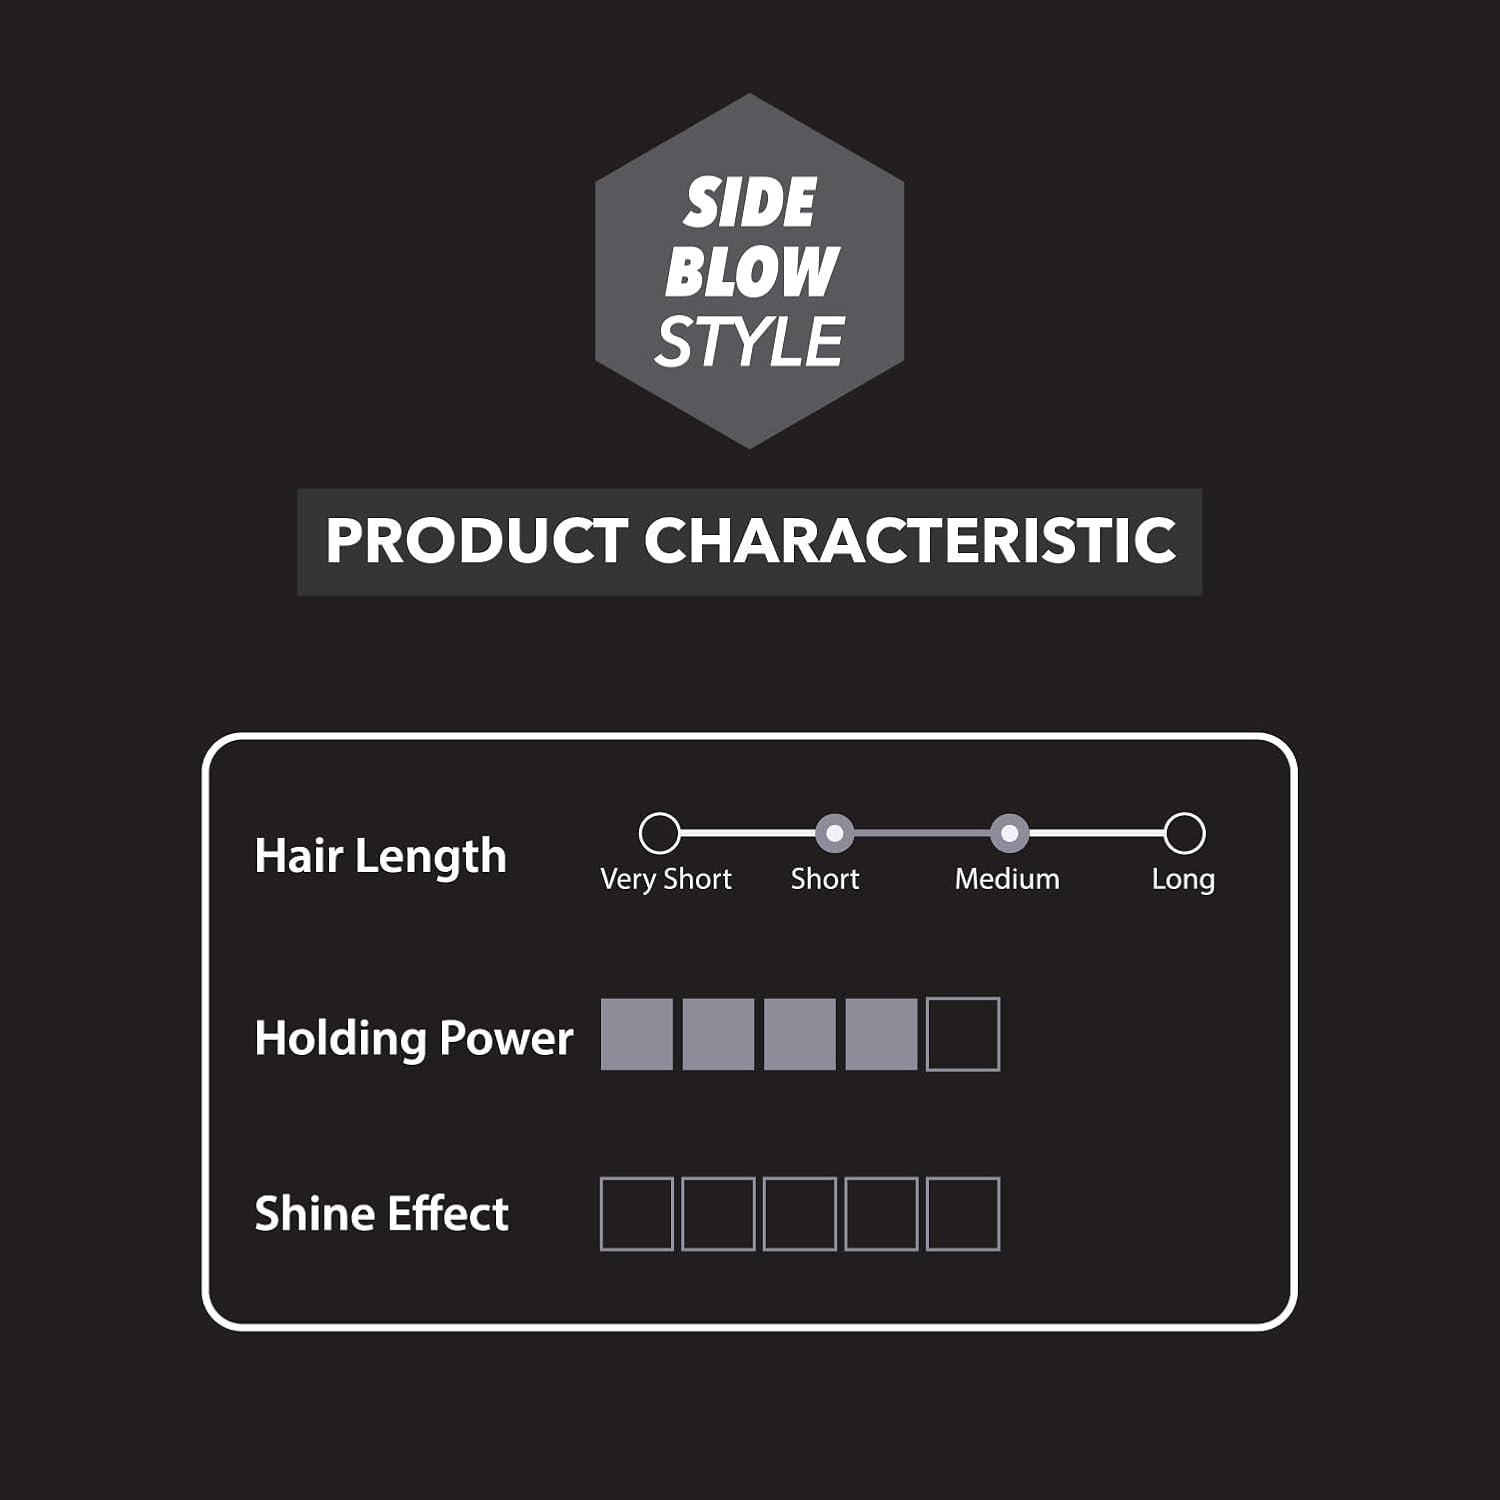 SIDE
BLOW
STYLE
PRODUCT CHARACTERISTIC
Hair Length
Very Short Short Medium Long
Holding Power
Shine Effect